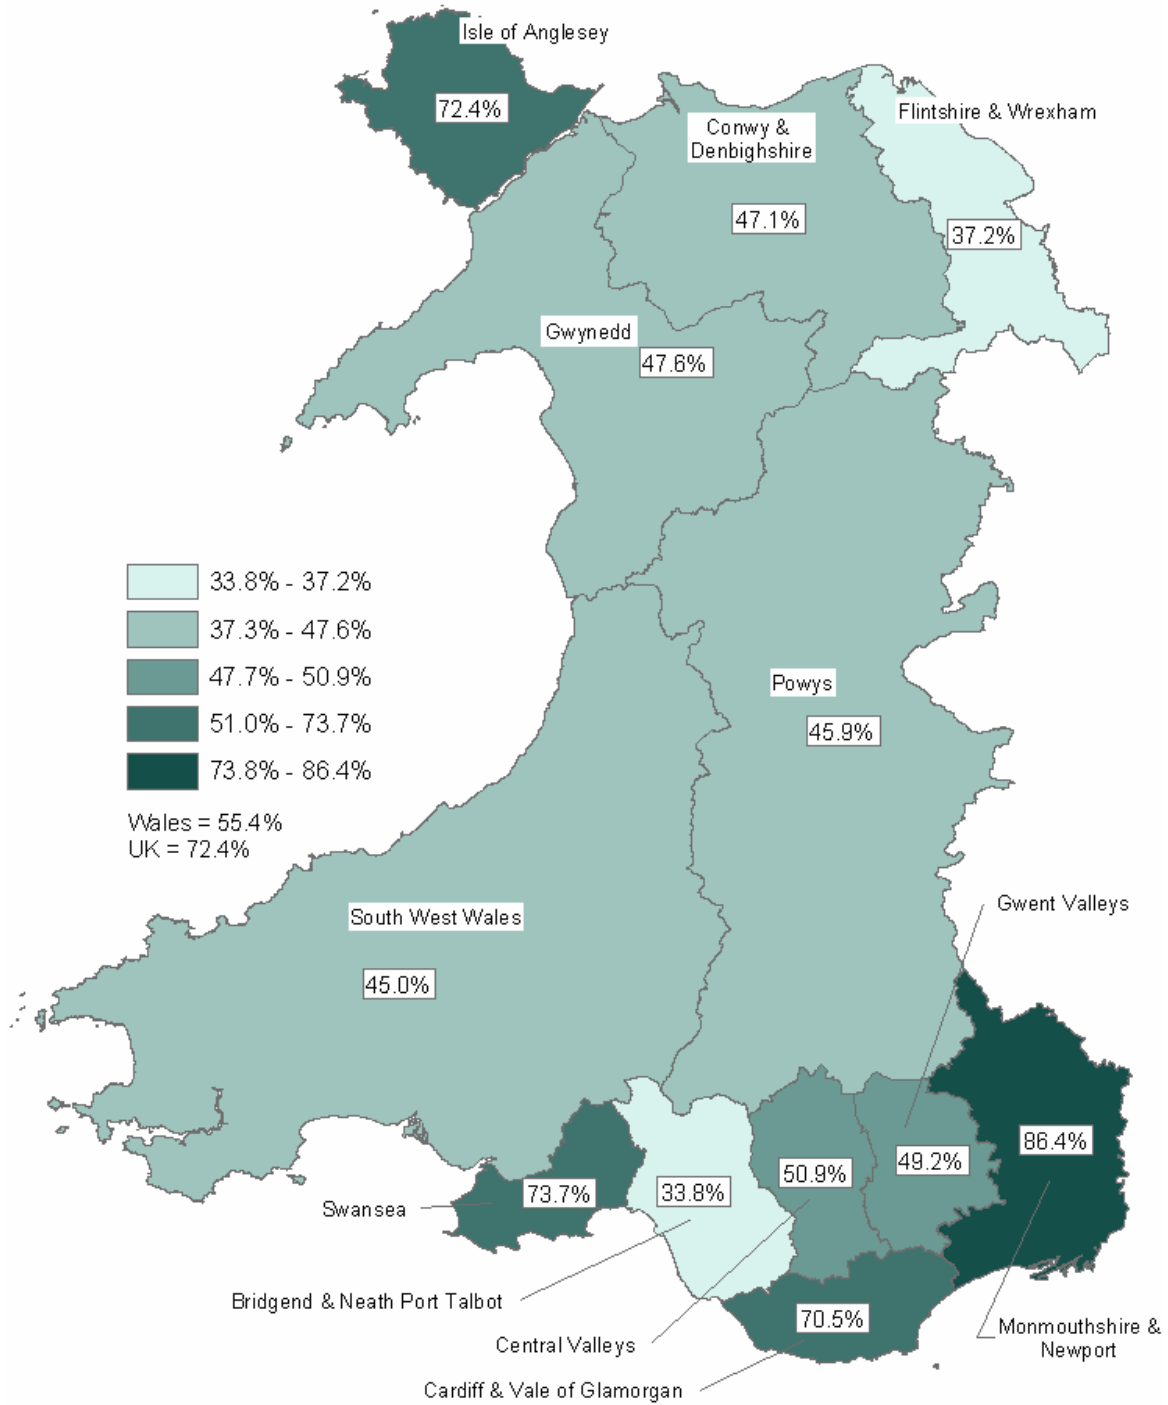 Isle of Anglesey
72.4%
Flintshire & Wrexham
Conwy &
Denbighshire
47.1%
37.2%
Gwynedd
47.6%
33.8% - 37.2%
37.3% - 47.6%
47.7% - 50.9%
51.0% - 73.7%
73.8% - 86.4%
Wales = 55.4%
UK = 72.4%
Powys
45.9%
South West Wales
45.0%
Gwent Valleys
86.4%
49.2%
50.9%
33.8%
73.7%
Swansea
Bridgend & Neath Port Talbot
70.5%
Monmouthshire &
Newport
Central Valleys
Cardiff & Vale of Glamorgan